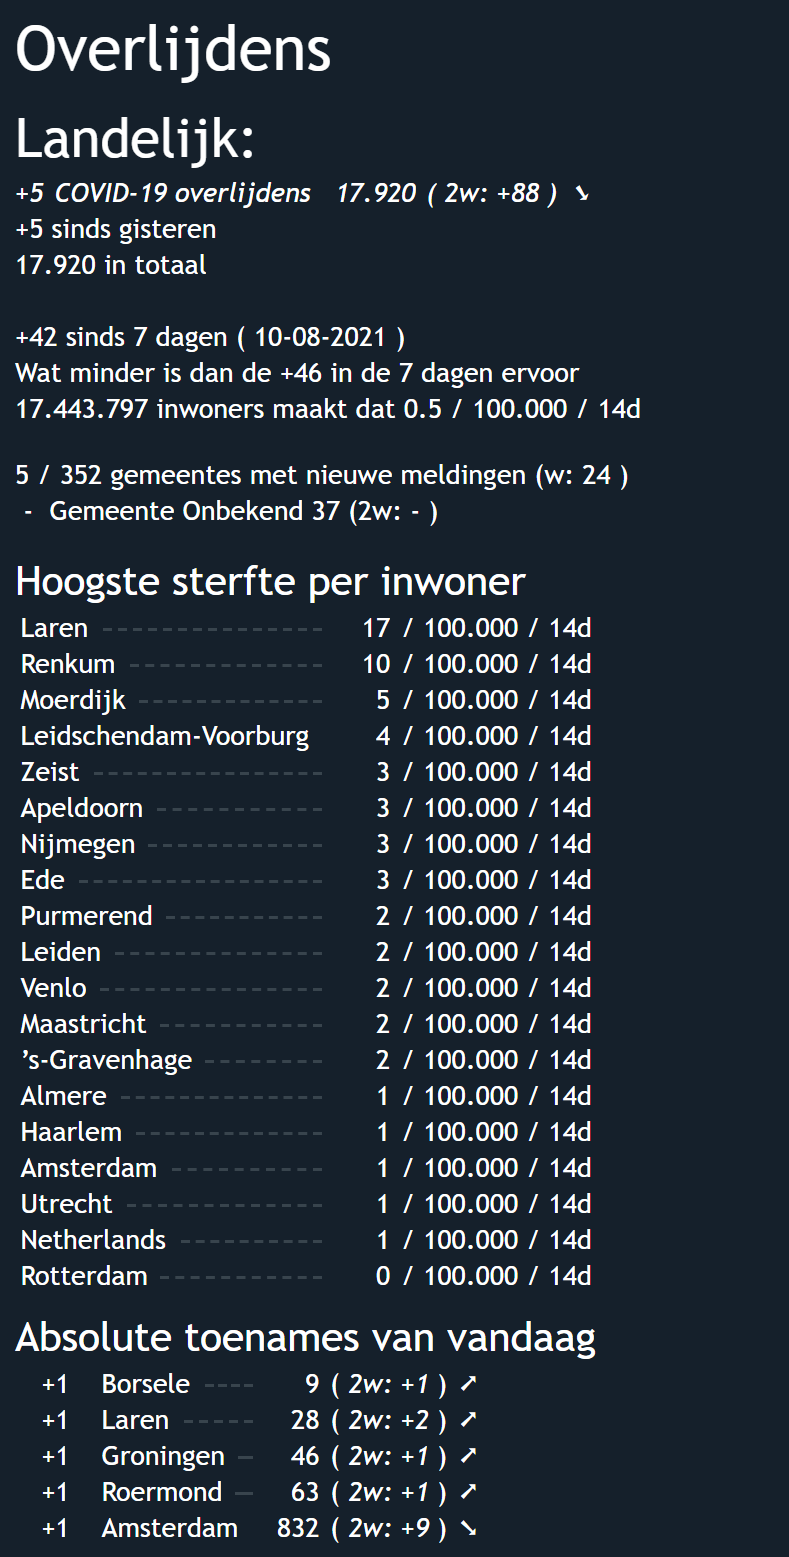 Overlijdens
Landelijk:
+5 COVID-19 overlijdens 17.920 ( 2w: +88 ) ➘
+5 sinds gisteren
17.920 in totaal
+42 sinds 7 dagen ( 10-08-2021 )
Wat minder is dan de +46 in de 7 dagen ervoor
17.443.797 inwoners maakt dat 0.5 / 100.000 / 14d
5 / 352 gemeentes met nieuwe meldingen (w: 24 )
- Gemeente Onbekend 37 (2w: - )
Hoogste sterfte per inwoner
Laren ---------------- 17 / 100.000 / 14d
Renkum -------------- 10 / 100.000 / 14d
Moerdijk ------------- 5 / 100.000 / 14d
Leidschendam-Voorburg 4 / 100.000 / 14d
Zeist ---------------- 3 / 100.000 / 14d
Apeldoorn ------------ 3 / 100.000 / 14d
Nijmegen ------------- 3 / 100.000 / 14d
Ede ----------------- 3 / 100.000 / 14d
Purmerend ----------- 2 / 100.000 / 14d
Leiden --------------- 2 / 100.000 / 14d
Venlo ---------------- 2 / 100.000 / 14d
Maastricht ------------ 2 / 100.000 / 14d
’s-Gravenhage -------- 2 / 100.000 / 14d
Almere -------------- 1 / 100.000 / 14d
Haarlem ------------- 1 / 100.000 / 14d
Amsterdam ----------- 1 / 100.000 / 14d
Utrecht -------------- 1 / 100.000 / 14d
Netherlands ---------- 1 / 100.000 / 14d
Rotterdam ------------ 0 / 100.000 / 14d
Absolute toenames van vandaag
+1 Borsele ---- 9 ( 2w: +1 ) ➚
+1 Laren ----- 28 ( 2w: +2 ) ➚
+1 Groningen - 46 ( 2w: +1 ) ➚
+1 Roermond - 63 ( 2w: +1 ) ➚
+1 Amsterdam 832 ( 2w: +9 ) ➘